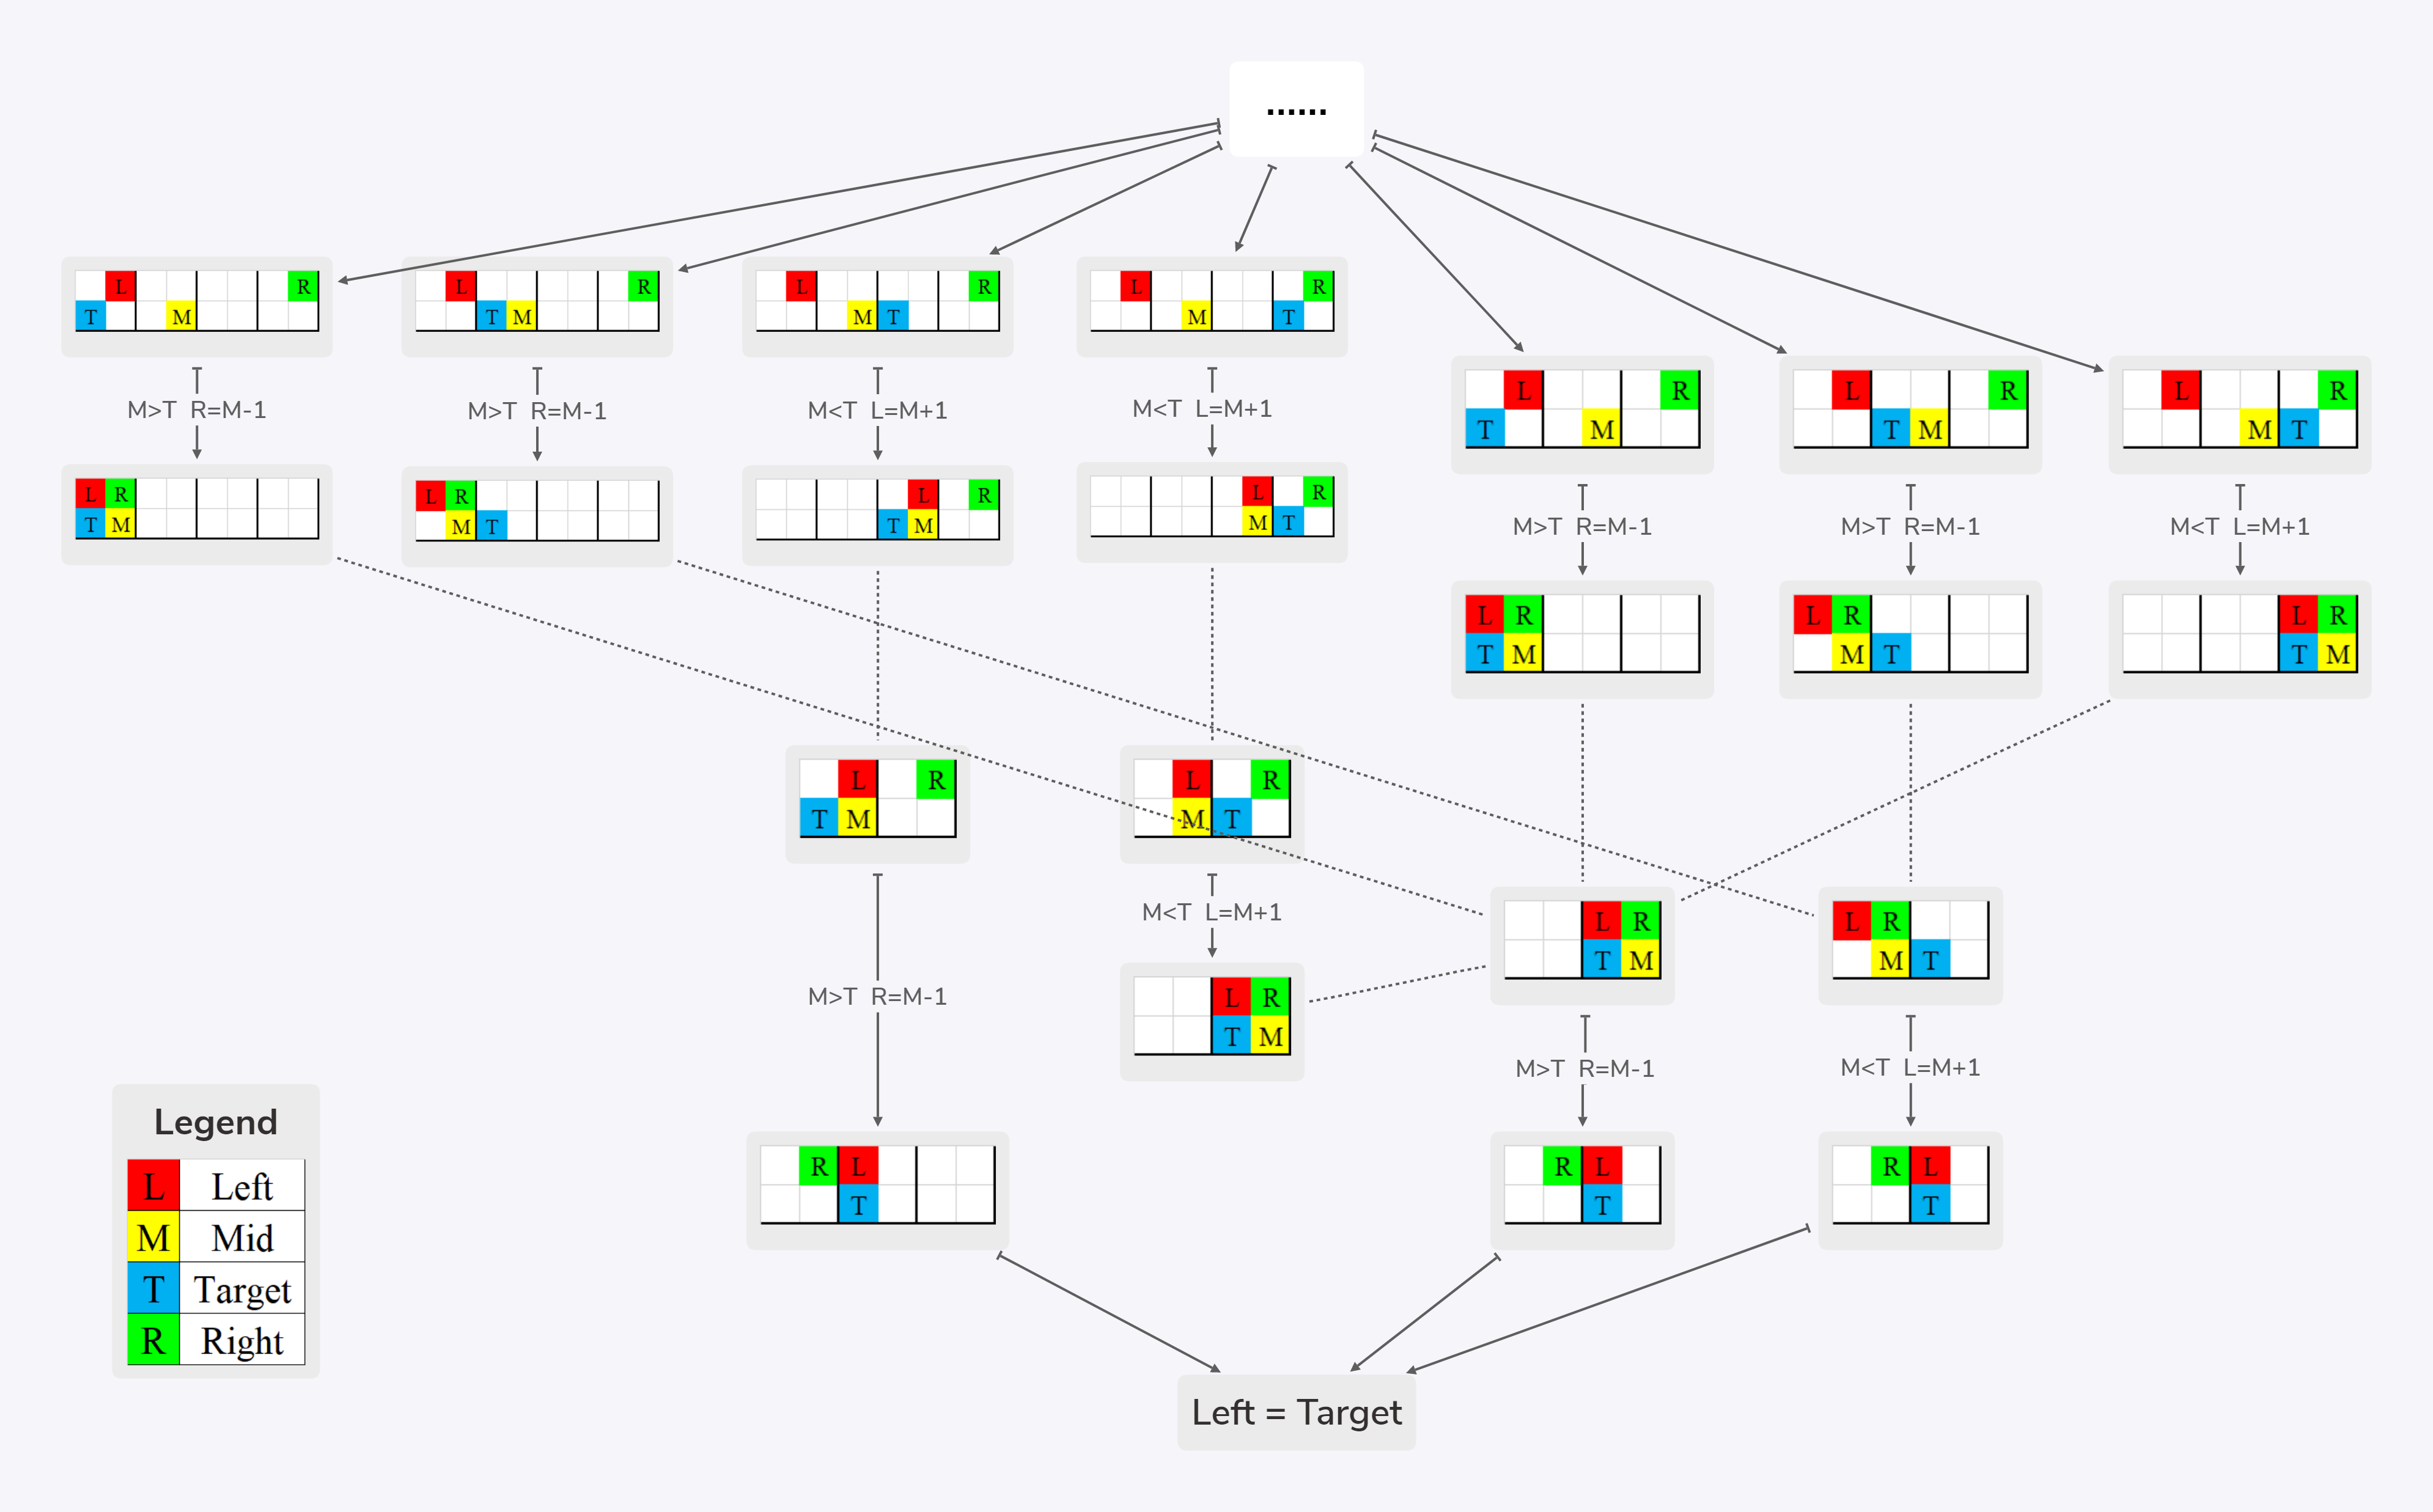 ......
L R
T M
L R
T M
L R
M T
L R
M T
L R
T M
L R
T M
L R
M T
M>T R=M-1
M>T R=M-1
M<T L=M+1
M<T L=M+1
L R
T M
L R
M T
L R
T M
L R
M T
M>T R=M-1
M>T R=M-1
M<T L=M+1
L R
T M
L R
M T
L R
T M
L R
T M
L R
M T
M<T L=M+1
L R
T M
L R
M T
L R
T M
M>T R=M-1
M>T R=M-1
M<T L=M+1
R L
T
R L
T
R L
T
Legend
L Left
M Mid
T Target
R Right
Left = Target